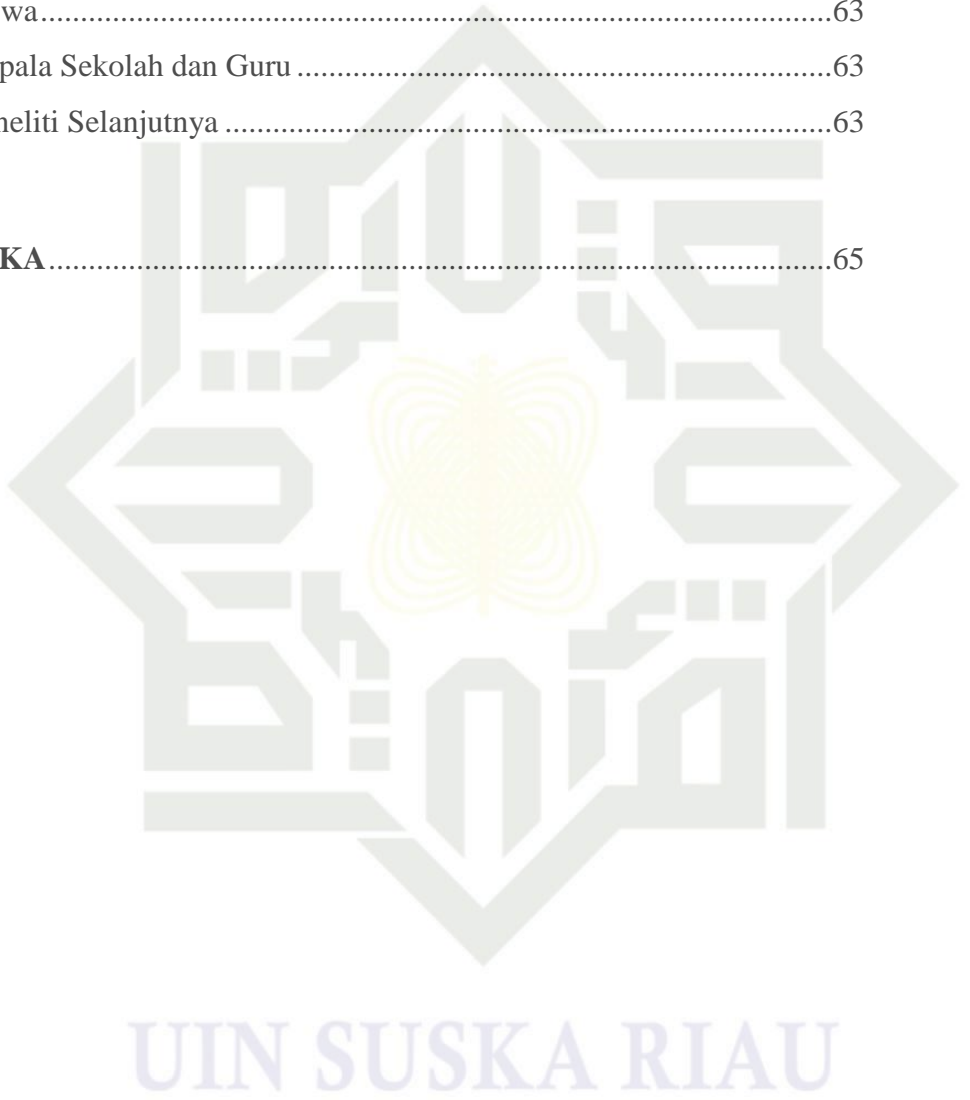 wa....................................................................................................63
pala Sekolah dan Guru....................................................................63
neliti Selanjutnya.............................................................................63
KA...................................................................................................65
UIN SUSKA RIAU